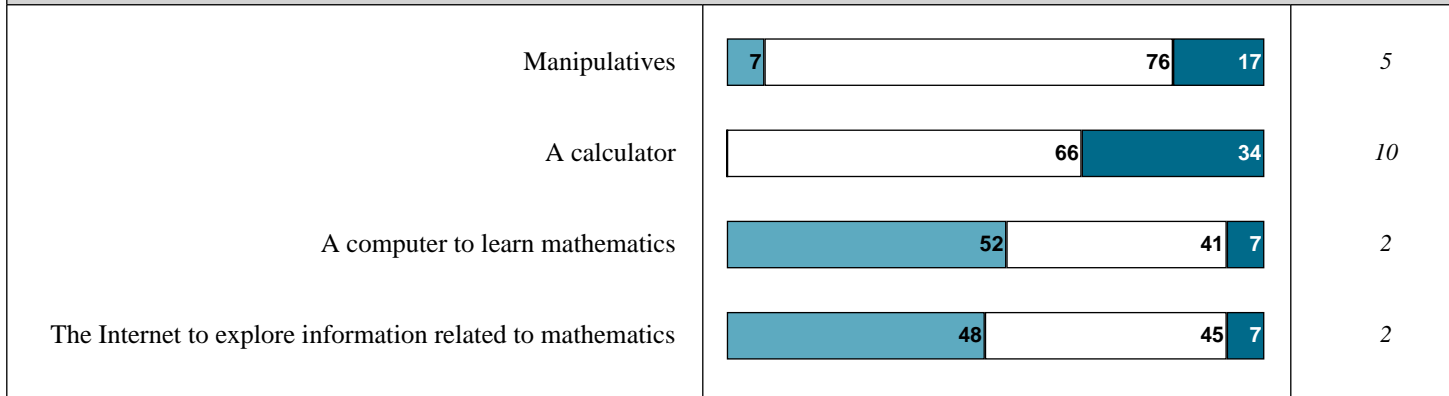 Manipulatives 7 76 17 5
A calculator 66 34 10
A computer to learn mathematics 52 41 7 2
The Internet to explore information related to mathematics 48 45 7 2